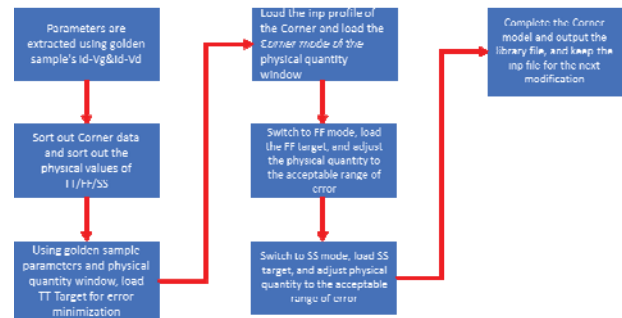 Parameters are
extracted using golden
sample's Id-Vg&Id-Vd
Sort out Corner data
and sort out the
physical values of
TT/FF/SS
Using golden sample
parameters and physical
quantity window, load
TT Target for error
minimization
Load the inp profile of
the Corner and load the
Corner mode of the
physical quantity
window
Switch to FF mode, load
the FF target, and adjust
the physical quantity to
the acceptable range of
error
Switch to SS mode, load SS
target, and adjust physical
quantity to the acceptable
range of error
Complete the Corner
model and output the
library file, and keep the
inp file for the next
modification